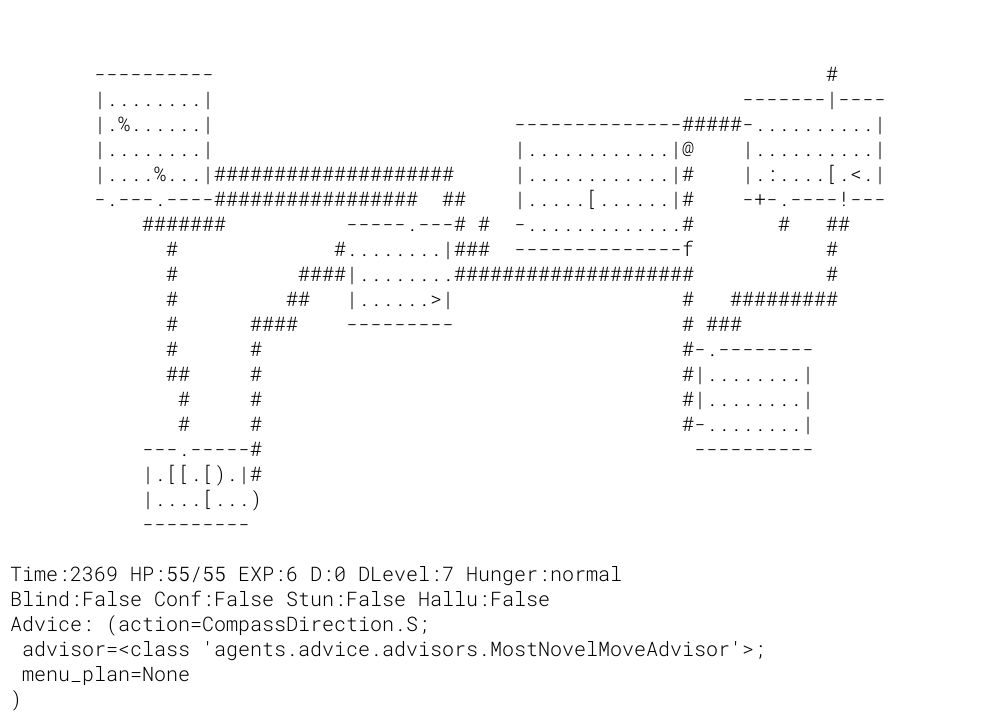 ----------                                                   #
        |........|                                            -------|----
        |.%......|                         --------------#####-..........|
        |........|                         |............|@    |..........|
        |....%...|####################     |............|#    |.:....[.<.|
        -.---.----#################  ##    |.....[......|#    -+-.----!---
            #######          -----.---# #  -.............#       #   ##
              #             #........|###  --------------f           #
              #          ####|........####################           #
              #         ##   |......>|                   #   #########
              #      ####    ---------                   # ###
              #      #                                   #-.--------
              ##     #                                   #|........|
               #     #                                   #|........|
               #     #                                   #-........|
            ---.-----#                                    ----------
            |.[[.[).|#
            |....[...)
            ---------
Time:2369 HP:55/55 EXP:6 D:0 DLevel:7 Hunger:normal
Blind:False Conf:False Stun:False Hallu:False
Advice: (action=CompassDirection.S;
 advisor=<class 'agents.advice.advisors.MostNovelMoveAdvisor'>;
 menu_plan=None
)